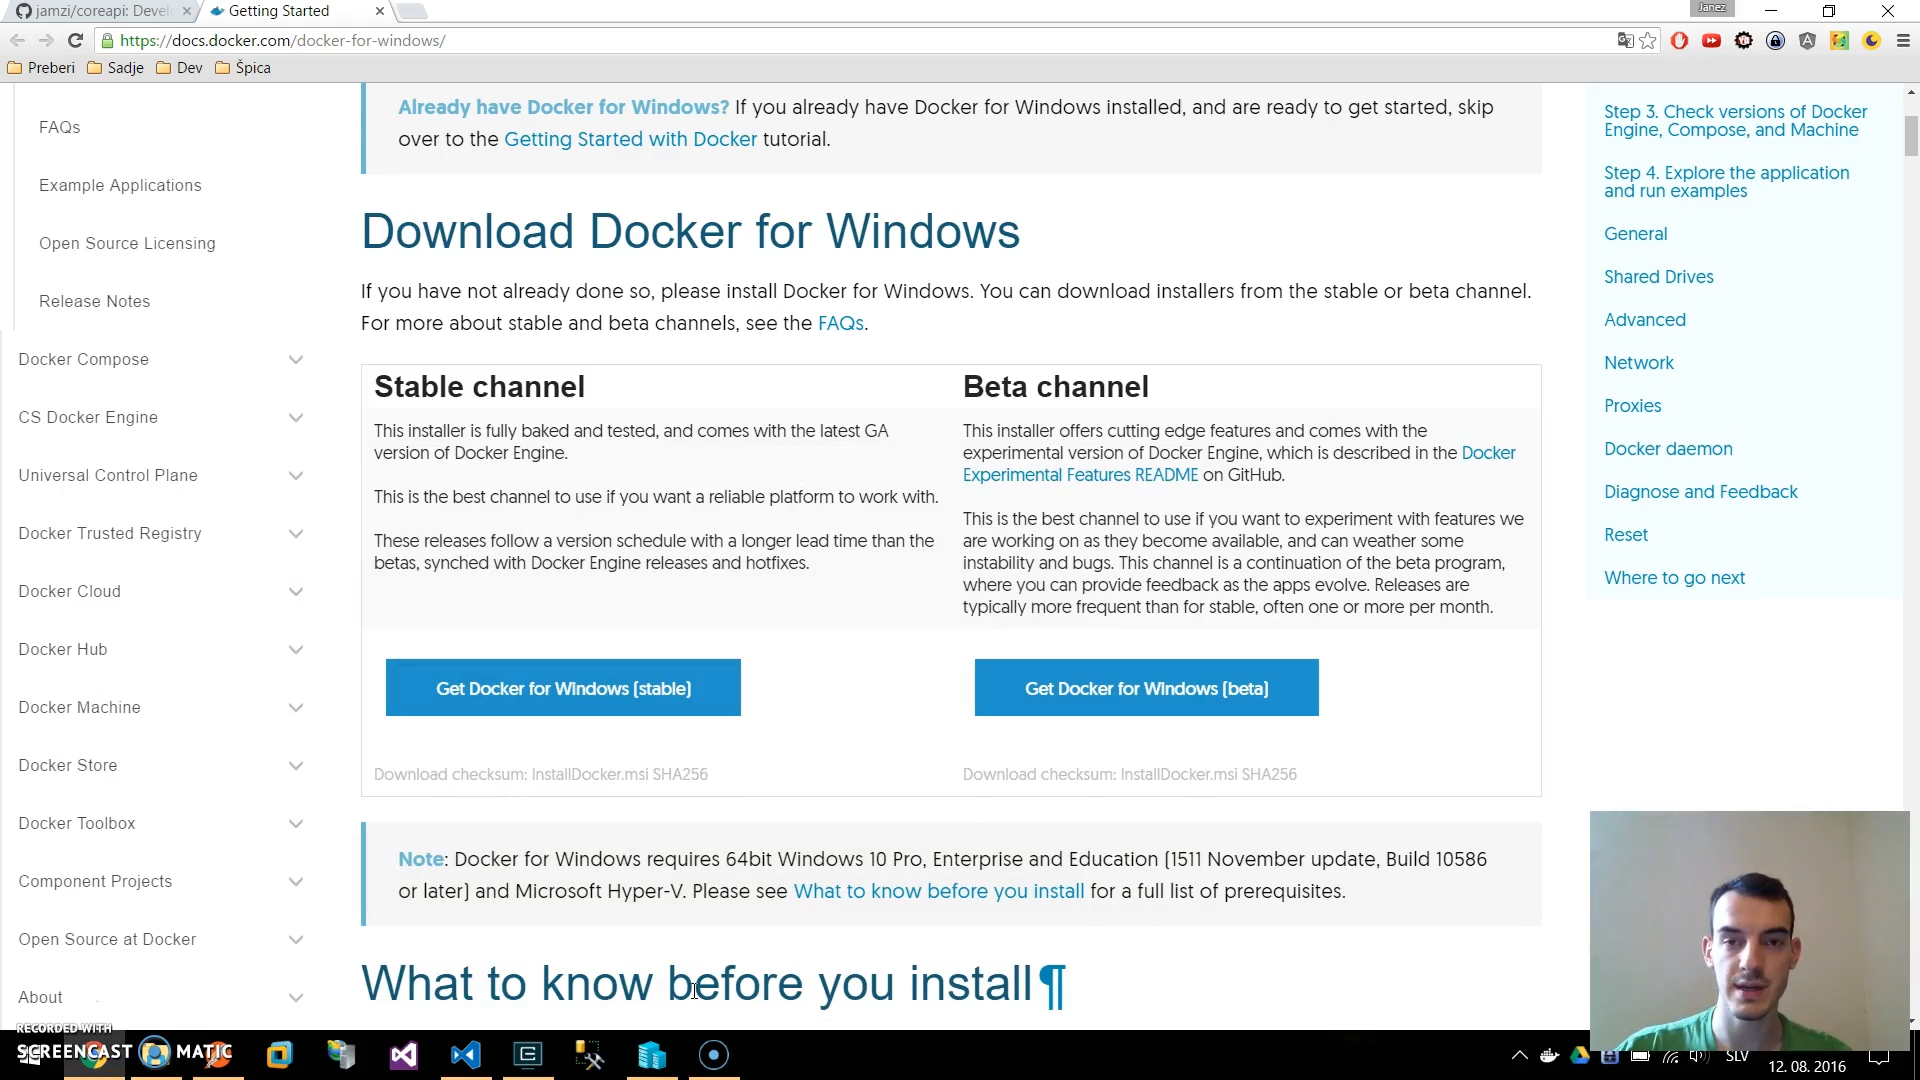 jamzi/coreapi: Devel
Getting Started
Janez
https://docs.docker.com/docker-for-windows/
Preberi
Sadje
Dev
Špica
FAQs
Example Applications
Open Source Licensing
Release Notes
Docker Compose
CS Docker Engine
Universal Control Plane
Docker Trusted Registry
Docker Cloud
Docker Hub
Docker Machine
Docker Store
Docker Toolbox
Component Projects
Open Source at Docker
About
Already have Docker for Windows? If you already have Docker for Windows installed, and are ready to get started, skip
over to the Getting Started with Docker tutorial.
Download Docker for Windows
If you have not already done so, please install Docker for Windows. You can download installers from the stable or beta channel.
For more about stable and beta channels, see the FAQs.
Stable channel
This installer is fully baked and tested, and comes with the latest GA
version of Docker Engine.
This is the best channel to use if you want a reliable platform to work with.
These releases follow a version schedule with a longer lead time than the
betas, synched with Docker Engine releases and hotfixes.
Get Docker for Windows (stable)
Download checksum: InstallDocker.msi SHA256
Beta channel
This installer offers cutting edge features and comes with the
experimental version of Docker Engine, which is described in the Docker
Experimental Features README on GitHub.
This is the best channel to use if you want to experiment with features we
are working on as they become available, and can weather some
instability and bugs. This channel is a continuation of the beta program,
where you can provide feedback as the apps evolve. Releases are
typically more frequent than for stable, often one or more per month.
Get Docker for Windows (beta)
Download checksum: InstallDocker.msi SHA256
Note: Docker for Windows requires 64bit Windows 10 Pro, Enterprise and Education (1511 November update, Build 10586
or later) and Microsoft Hyper-V. Please see What to know before you install for a full list of prerequisites.
What to know before you install¶
Step 3. Check versions of Docker
Engine, Compose, and Machine
Step 4. Explore the application
and run examples
General
Shared Drives
Advanced
Network
Proxies
Docker daemon
Diagnose and Feedback
Reset
Where to go next
RECORDED WITH
SCREENCAST MATIC
SLV
12. 08. 2016